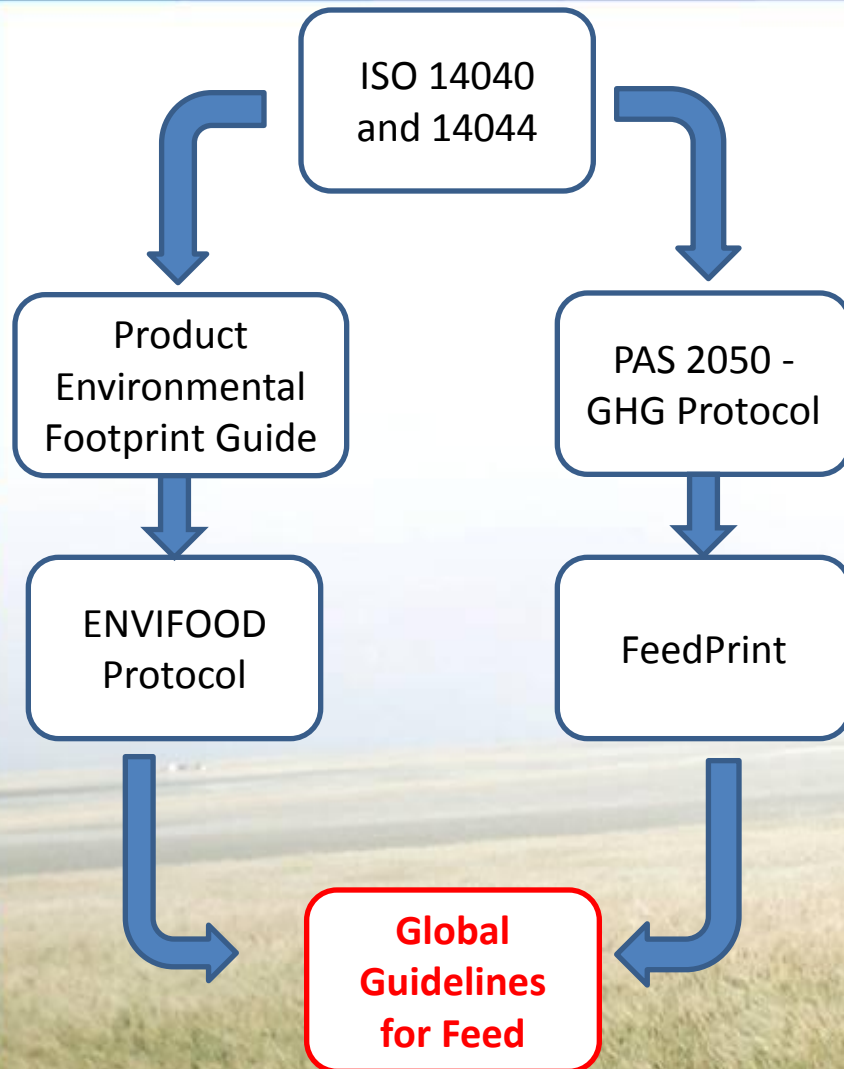 ISO 14040
and 14044
Product
Environmental
Footprint Guide
PAS 2050 -
GHG Protocol
ENVIFOOD
Protocol
FeedPrint
Global
Guidelines
for Feed